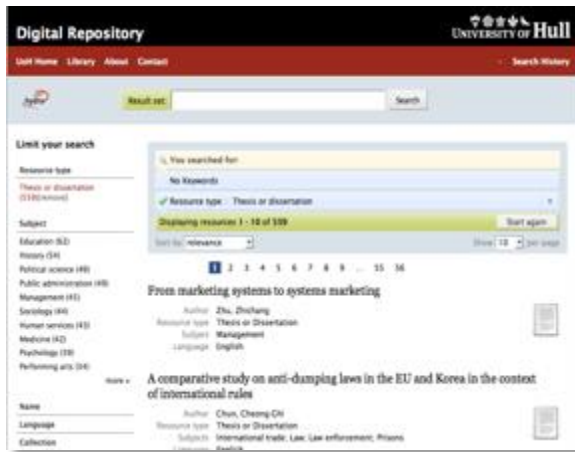 Digital Repository
UNIVERSITY OF Hull
UoH Home Library About Contact
Search History
hydra
Result set
Search
Limit your search
Resource type
Thesis or dissertation
(559)[remove]
Subject
Education (62)
History (54)
Political science (49)
Public administration (49)
Management (45)
Sociology (44)
Human services (43)
Medicine (42)
Psychology (39)
Performing arts (34)
more »
Name
Language
Collection
You searched for:
No Keywords
Resource type Thesis or dissertation
Displaying resources 1 - 10 of 559
Start again
Sort by relevance
Show 10 per page
1 2 3 4 5 6 7 8 9 ... 55 56
From marketing systems to systems marketing
Author Zhu, Zhichang
Resource type Thesis or Dissertation
Subject Management
Language English
A comparative study on anti-dumping laws in the EU and Korea in the context
of international rules
Author Chun, Cheong-Ghi
Resource type Thesis or Dissertation
Subjects International trade; Law; Law enforcement; Prisons
Language English